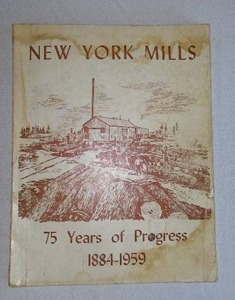 NEW YORK MILLS
75 Years of Progress
1884-1959